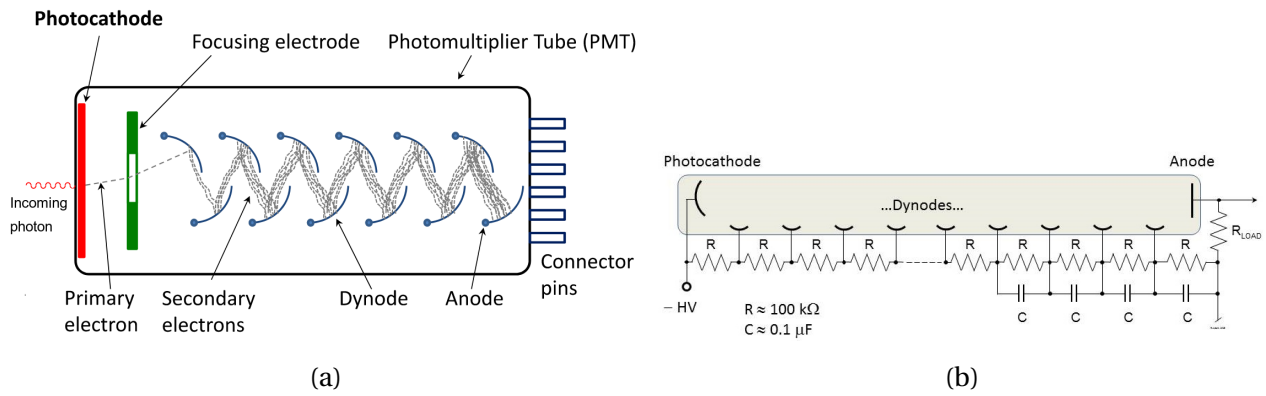 Photocathode
Focusing electrode
Photomultiplier Tube (PMT)
Incoming
photon
Primary
electron
Secondary
electrons
Dynode
Anode
Connector
pins
(a)
Photocathode
Anode
...Dynodes...
R LOAD
R R R R R R R R R
C C C C
– HV
R ≈ 100 kΩ
C ≈ 0.1 µF
(b)